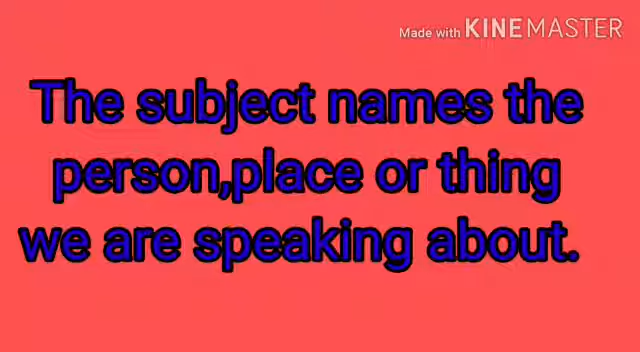 Made with KINEMASTER
The subject names the
person,place or thing
we are speaking about.